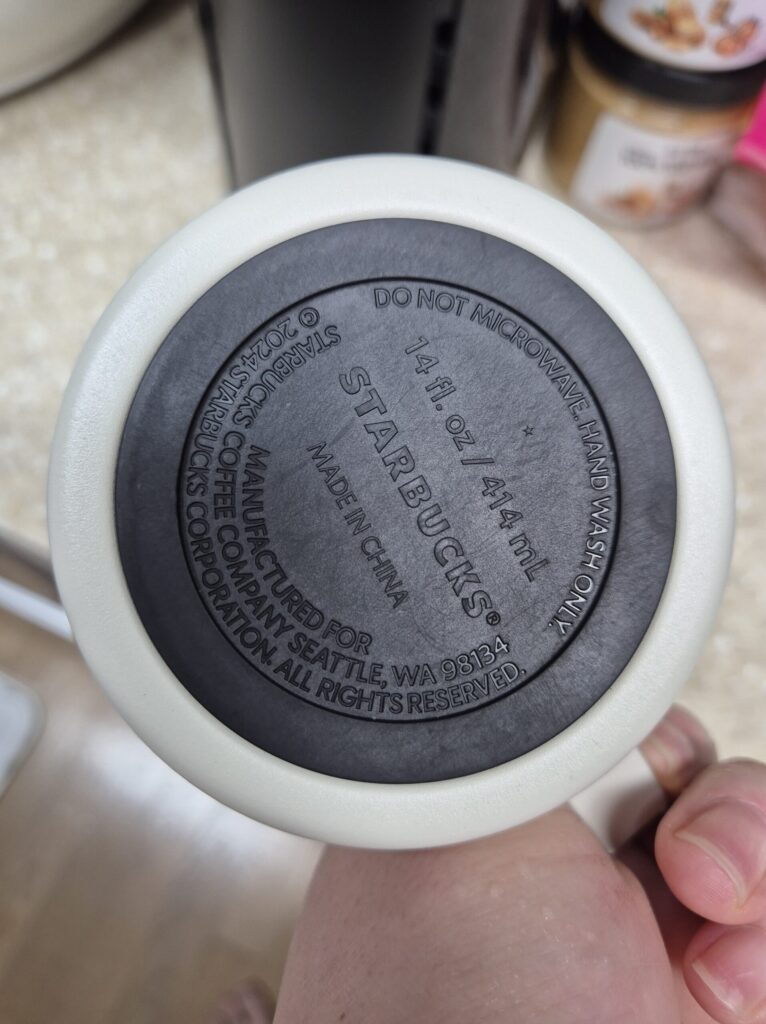 DO NOT MICROWAVE. HAND WASH ONLY.
14 fl. oz / 414 mL
STARBUCKS®
MADE IN CHINA
MANUFACTURED FOR
STARBUCKS COFFEE COMPANY SEATTLE, WA 98134
© 2024 STARBUCKS CORPORATION. ALL RIGHTS RESERVED.